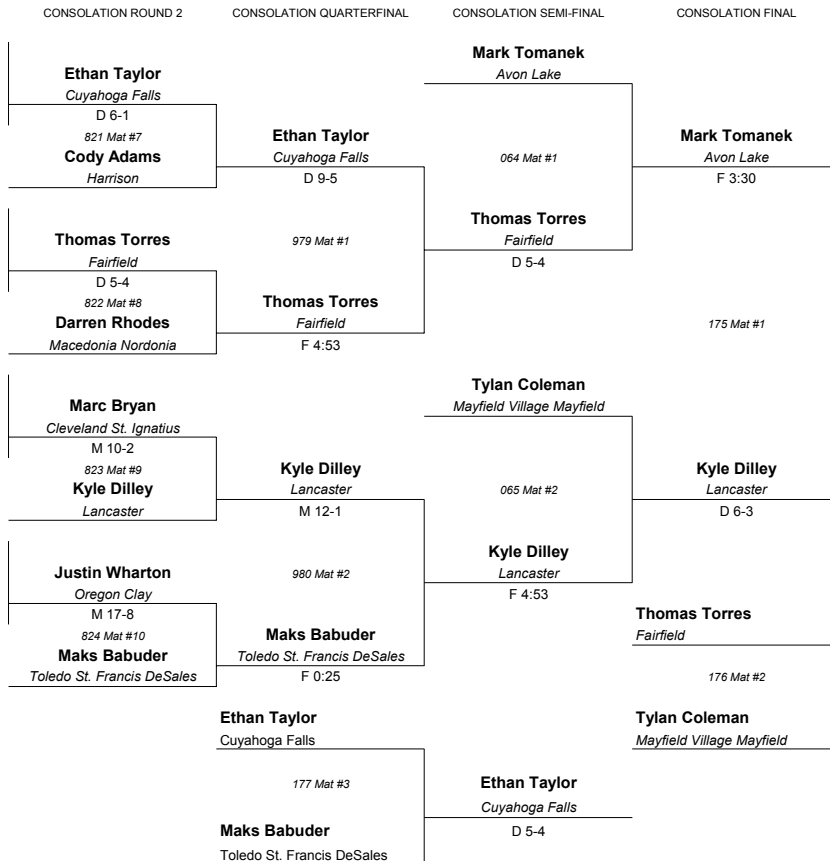 CONSOLATION ROUND 2 CONSOLATION QUARTERFINAL CONSOLATION SEMI-FINAL CONSOLATION FINAL
Mark Tomanek
Avon Lake
Ethan Taylor
Cuyahoga Falls
D 6-1
821 Mat #7
Cody Adams
Harrison
Ethan Taylor
Cuyahoga Falls
D 9-5
064 Mat #1
Mark Tomanek
Avon Lake
F 3:30
Thomas Torres
Fairfield
D 5-4
822 Mat #8
Darren Rhodes
Macedonia Nordonia
979 Mat #1
Thomas Torres
Fairfield
D 5-4
Thomas Torres
Fairfield
F 4:53
175 Mat #1
Marc Bryan
Cleveland St. Ignatius
M 10-2
823 Mat #9
Kyle Dilley
Lancaster
Tylan Coleman
Mayfield Village Mayfield
Kyle Dilley
Lancaster
M 12-1
065 Mat #2
Kyle Dilley
Lancaster
D 6-3
Justin Wharton
Oregon Clay
M 17-8
824 Mat #10
Maks Babuder
Toledo St. Francis DeSales
980 Mat #2
Kyle Dilley
Lancaster
F 4:53
Maks Babuder
Toledo St. Francis DeSales
F 0:25
Thomas Torres
Fairfield
176 Mat #2
Tylan Coleman
Mayfield Village Mayfield
Ethan Taylor
Cuyahoga Falls
177 Mat #3
Maks Babuder
Toledo St. Francis DeSales
Ethan Taylor
Cuyahoga Falls
D 5-4